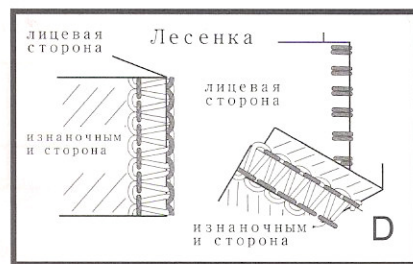 лицевая
сторона
Лесенка
лицевая
сторона
изнаночным
и сторона
изнаночным
и сторона
D